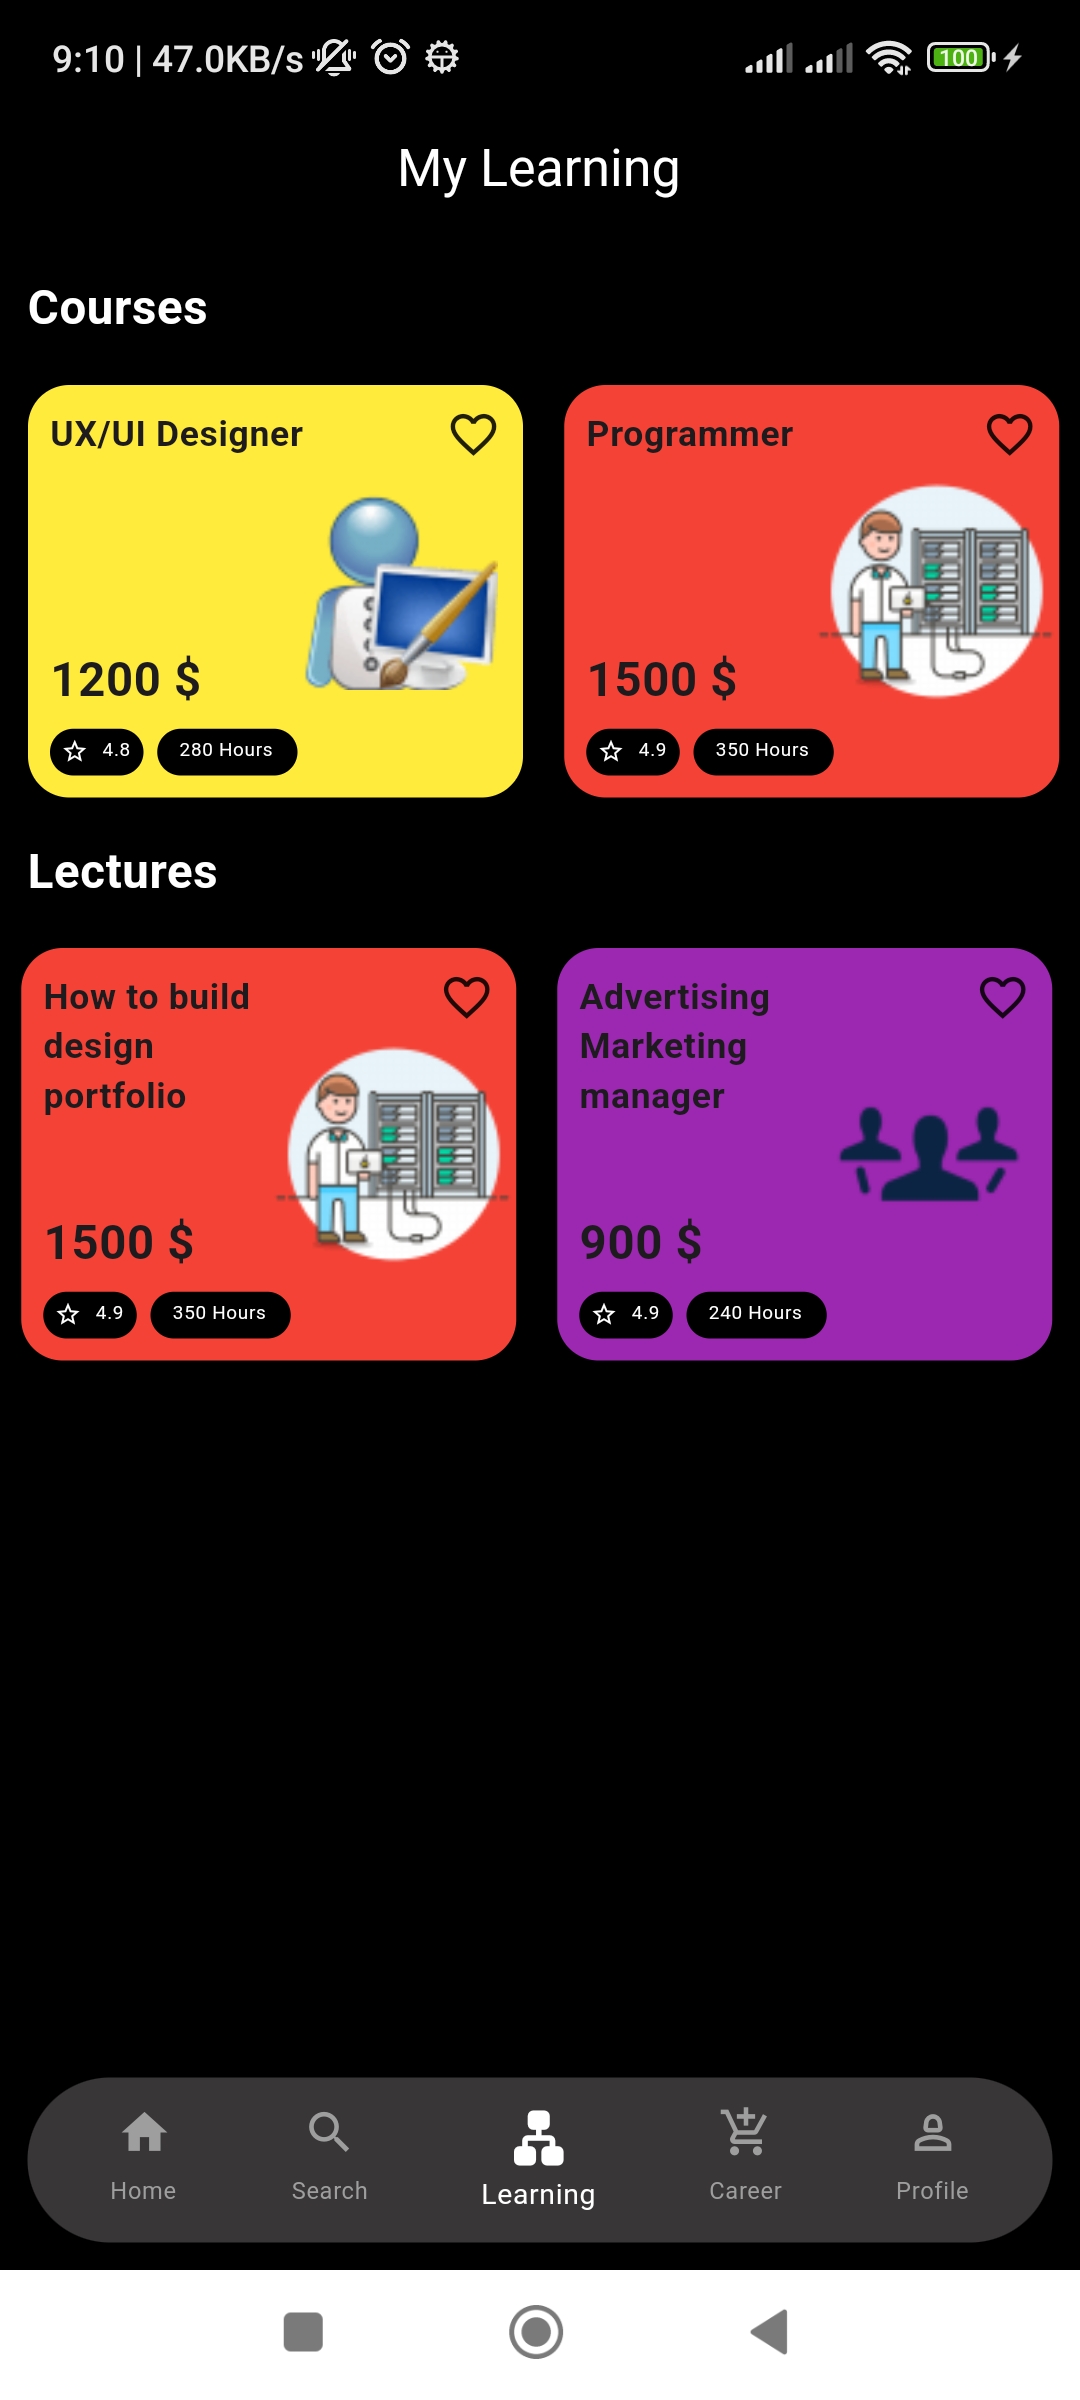 9:10 | 47.0KB/s
100
My Learning
Courses
UX/UI Designer
1200 $
4.8
280 Hours
Programmer
1500 $
4.9
350 Hours
Lectures
How to build
design
portfolio
1500 $
4.9
350 Hours
Advertising
Marketing
manager
900 $
4.9
240 Hours
Home
Search
Learning
Career
Profile